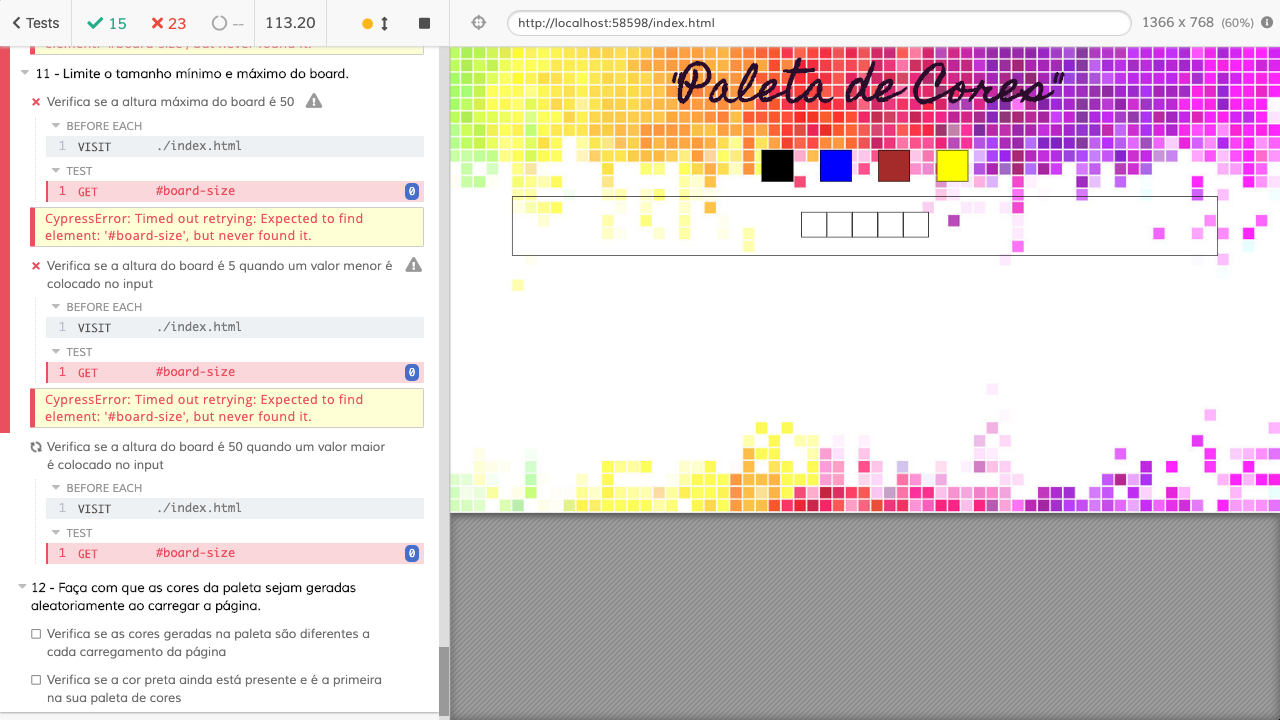 Tests
15
23
--
113.20
http://localhost:58598/index.html
1366 x 768 (60%)
11 - Limite o tamanho mínimo e máximo do board.
Verifica se a altura máxima do board é 50
BEFORE EACH
1 VISIT ./index.html
TEST
1 GET #board-size 0
CypressError: Timed out retrying: Expected to find
element: '#board-size', but never found it.
Verifica se a altura do board é 5 quando um valor menor é
colocado no input
BEFORE EACH
1 VISIT ./index.html
TEST
1 GET #board-size 0
CypressError: Timed out retrying: Expected to find
element: '#board-size', but never found it.
Verifica se a altura do board é 50 quando um valor maior
é colocado no input
BEFORE EACH
1 VISIT ./index.html
TEST
1 GET #board-size 0
12 - Faça com que as cores da paleta sejam geradas
aleatoriamente ao carregar a página.
Verifica se as cores geradas na paleta são diferentes a
cada carregamento da página
Verifica se a cor preta ainda está presente e é a primeira
na sua paleta de cores
"Paleta de Cores"